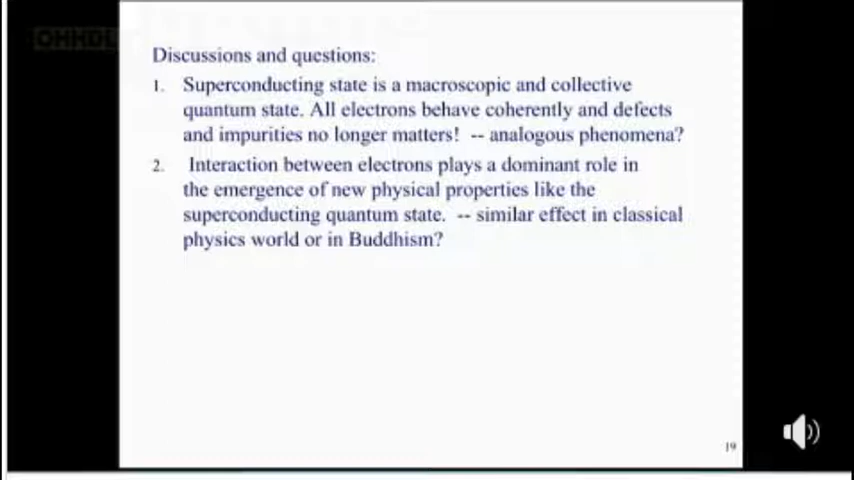 OHHDL
Discussions and questions:
1. Superconducting state is a macroscopic and collective
quantum state. All electrons behave coherently and defects
and impurities no longer matters! -- analogous phenomena?
2. Interaction between electrons plays a dominant role in
the emergence of new physical properties like the
superconducting quantum state. -- similar effect in classical
physics world or in Buddhism?
19